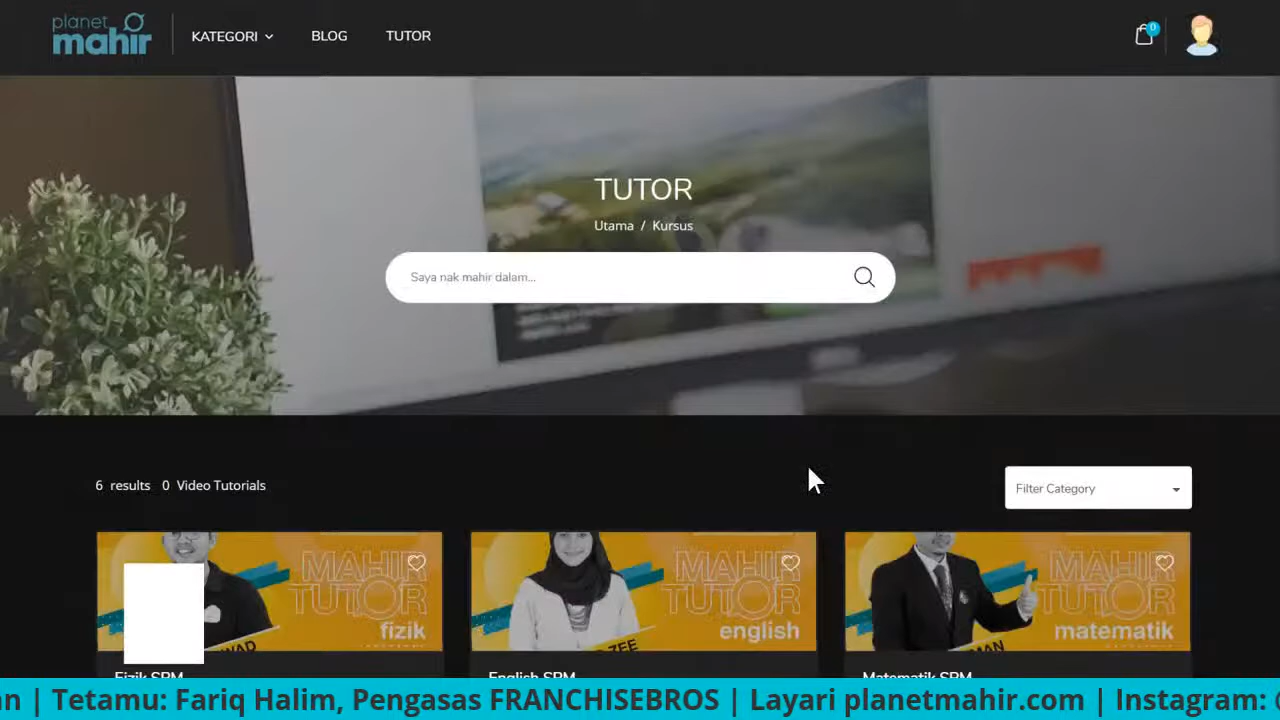 planet
mahir
KATEGORI
BLOG
TUTOR
0
TUTOR
Utama / Kursus
Saya nak mahir dalam...
6 results 0 Video Tutorials
Filter Category
MAHIR
TUTOR
fizik
MAHIR
TUTOR
english
ZEE
MAHIR
TUTOR
matematik
Fizik SPM
English SPM
Matematik SPM
| Tetamu: Fariq Halim, Pengasas FRANCHISEBROS | Layari planetmahir.com | Instagram: